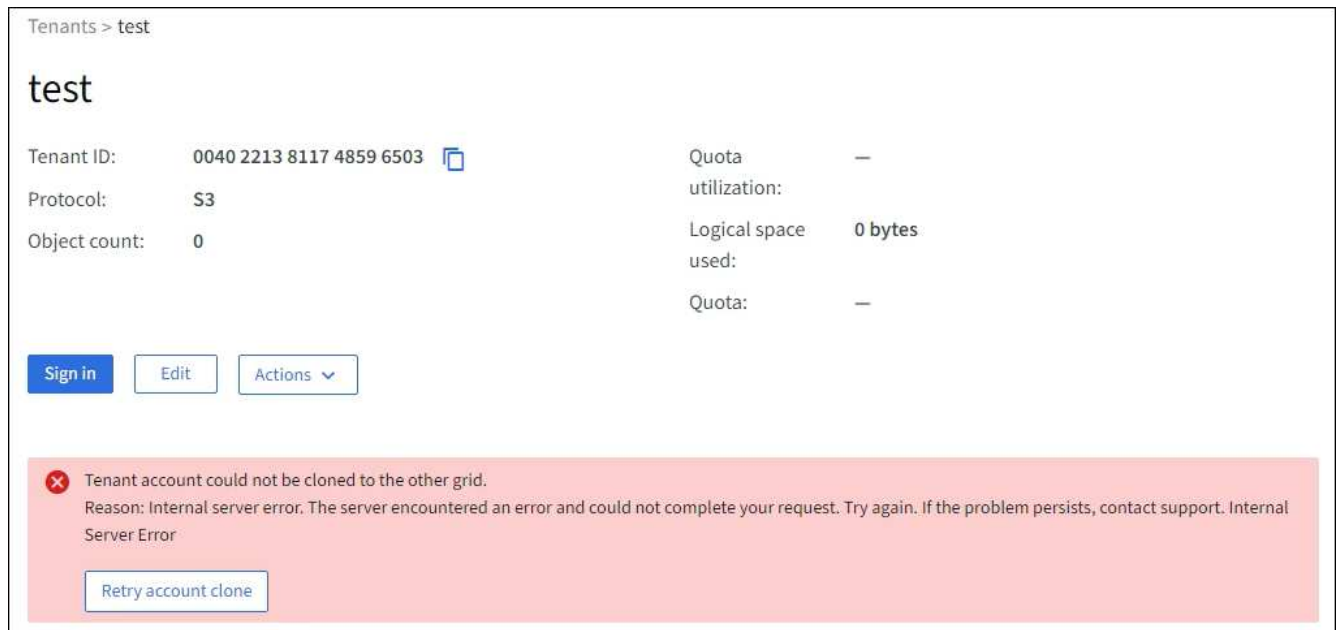 Tenants > test
test
Tenant ID: 0040 2213 8117 4859 6503
Protocol: S3
Object count: 0
Quota utilization: —
Logical space used: 0 bytes
Quota: —
Sign in Edit Actions
Tenant account could not be cloned to the other grid.
Reason: Internal server error. The server encountered an error and could not complete your request. Try again. If the problem persists, contact support. Internal
Server Error
Retry account clone